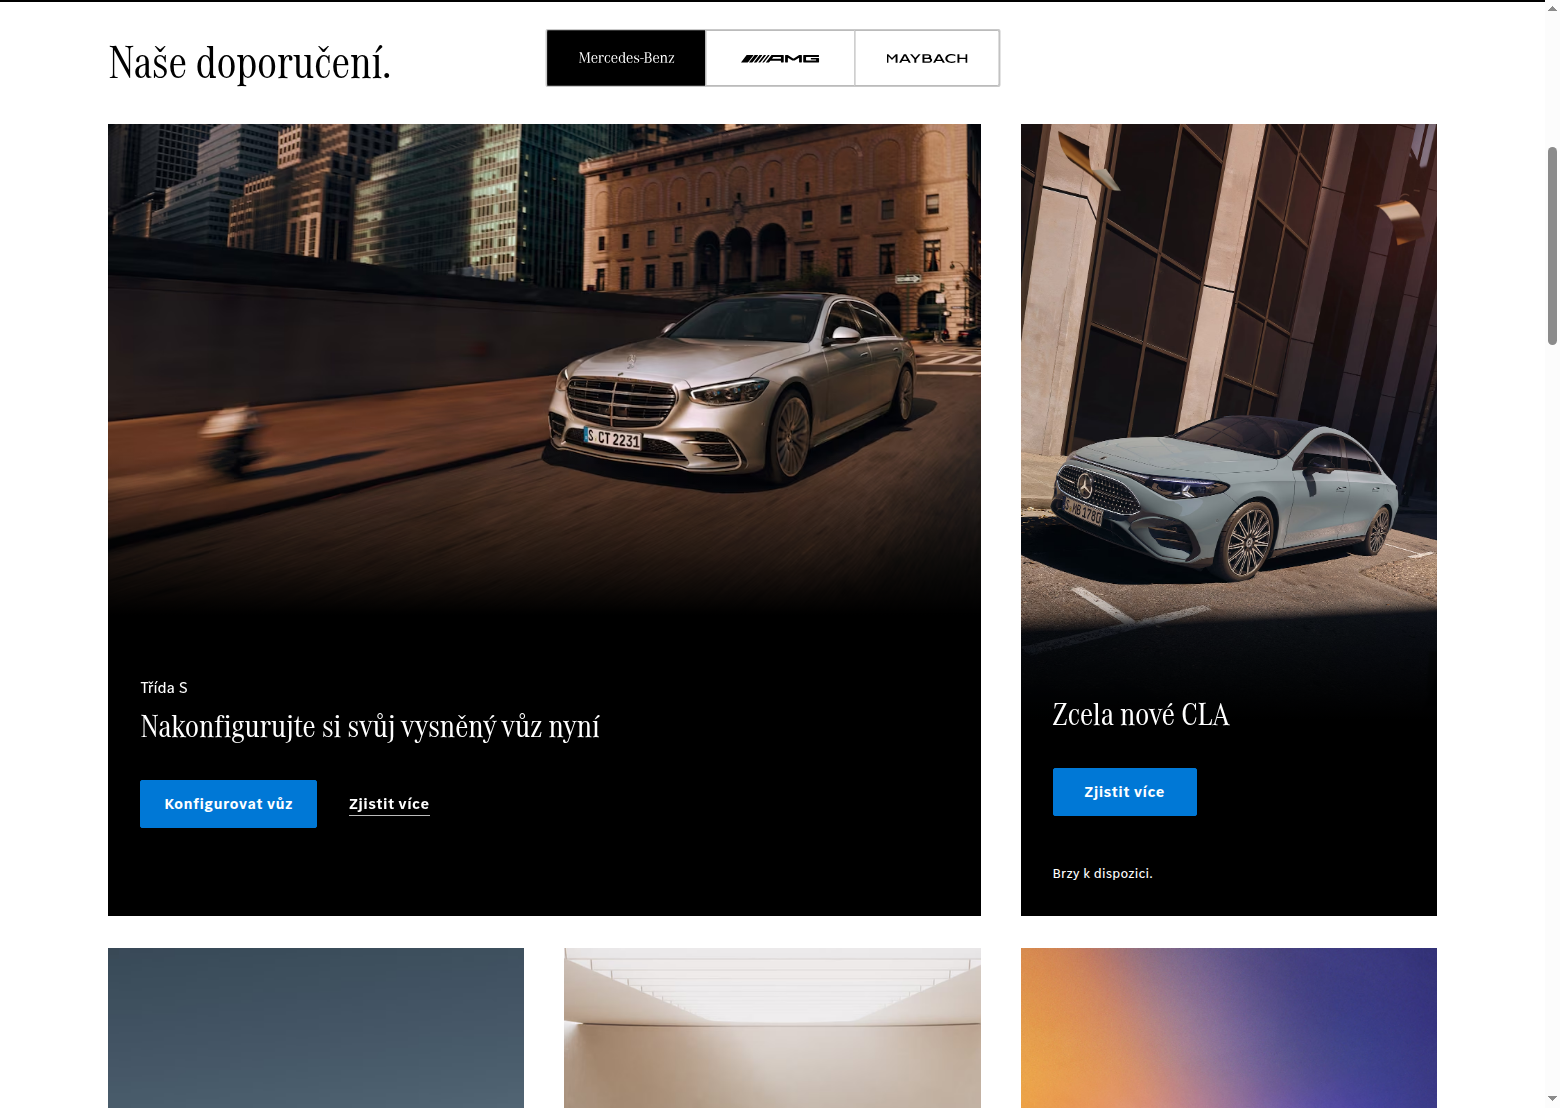 Naše doporučení.
Mercedes-Benz
AMG
MAYBACH
S CT 2231
Třída S
Nakonfigurujte si svůj vysněný vůz nyní
Konfigurovat vůz
Zjistit více
Zcela nové CLA
Zjistit více
Brzy k dispozici.